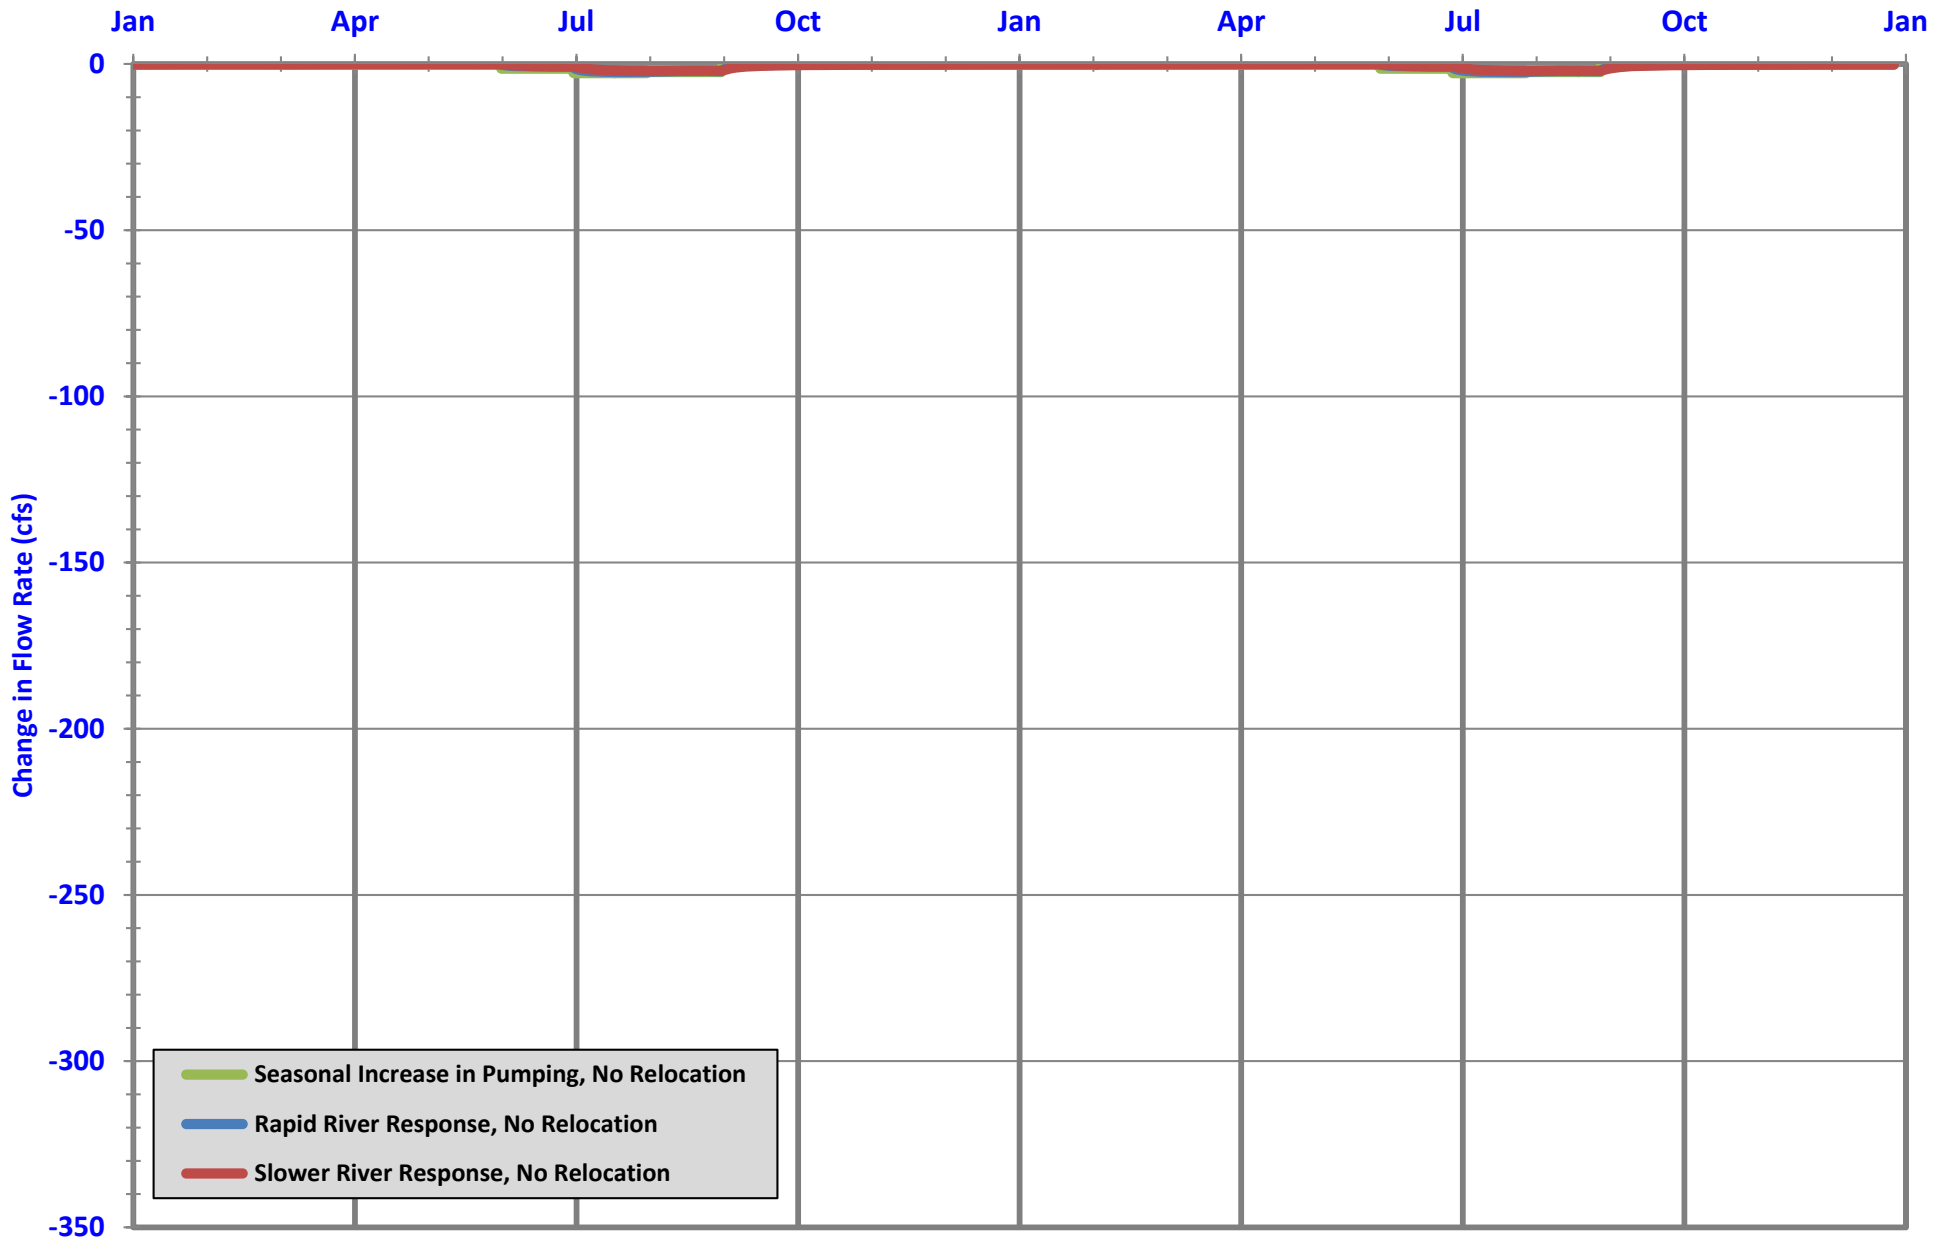 Jan Apr Jul Oct Jan Apr Jul Oct Jan
0
-50
-100
-150
-200
-250
-300
-350
Change in Flow Rate (cfs)
Seasonal Increase in Pumping, No Relocation
Rapid River Response, No Relocation
Slower River Response, No Relocation